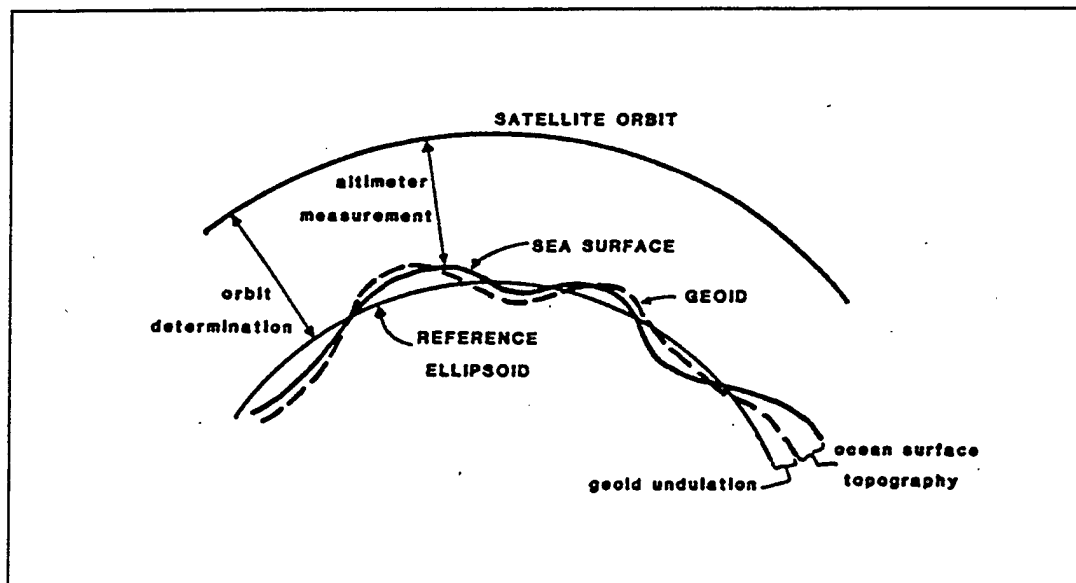 SATELLITE ORBIT
altimeter
measurement
SEA SURFACE
GEOID
orbit
determination
REFERENCE
ELLIPSOID
ocean surface
topography
geoid undulation